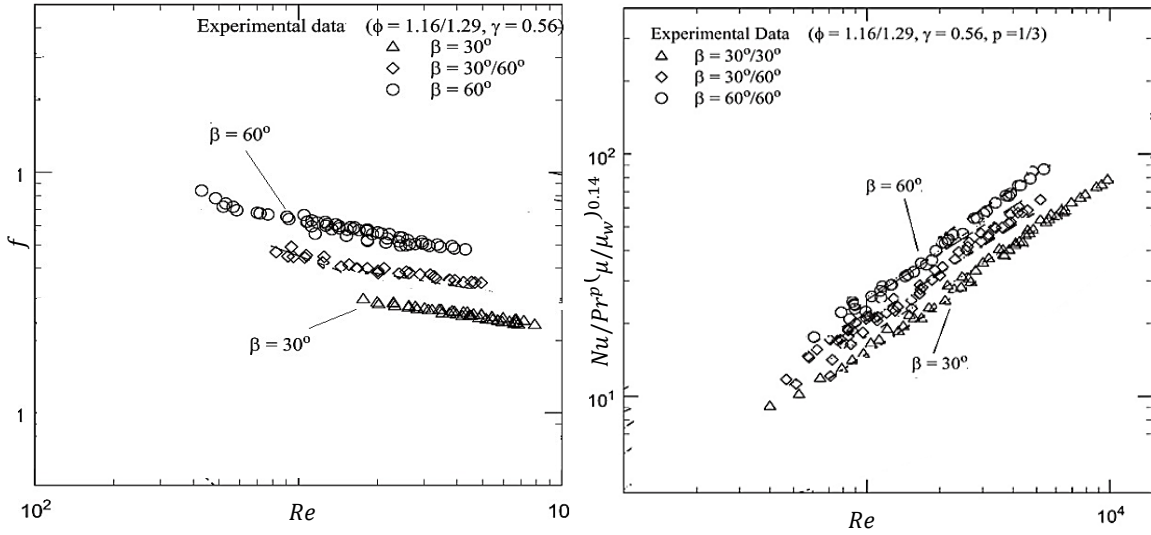 Experimental data (ϕ = 1.16/1.29, γ = 0.56)
β = 30°
β = 30°/60°
β = 60°
β = 60°
1
f
β = 30°
1
10²
Re
10
Experimental Data (ϕ = 1.16/1.29, γ = 0.56, p =1/3)
β = 30°/30°
β = 30°/60°
β = 60°/60°
10²
β = 60°
Nu/Prᵖ(μ/μ_w)⁰·¹⁴
β = 30°
10¹
Re
10⁴